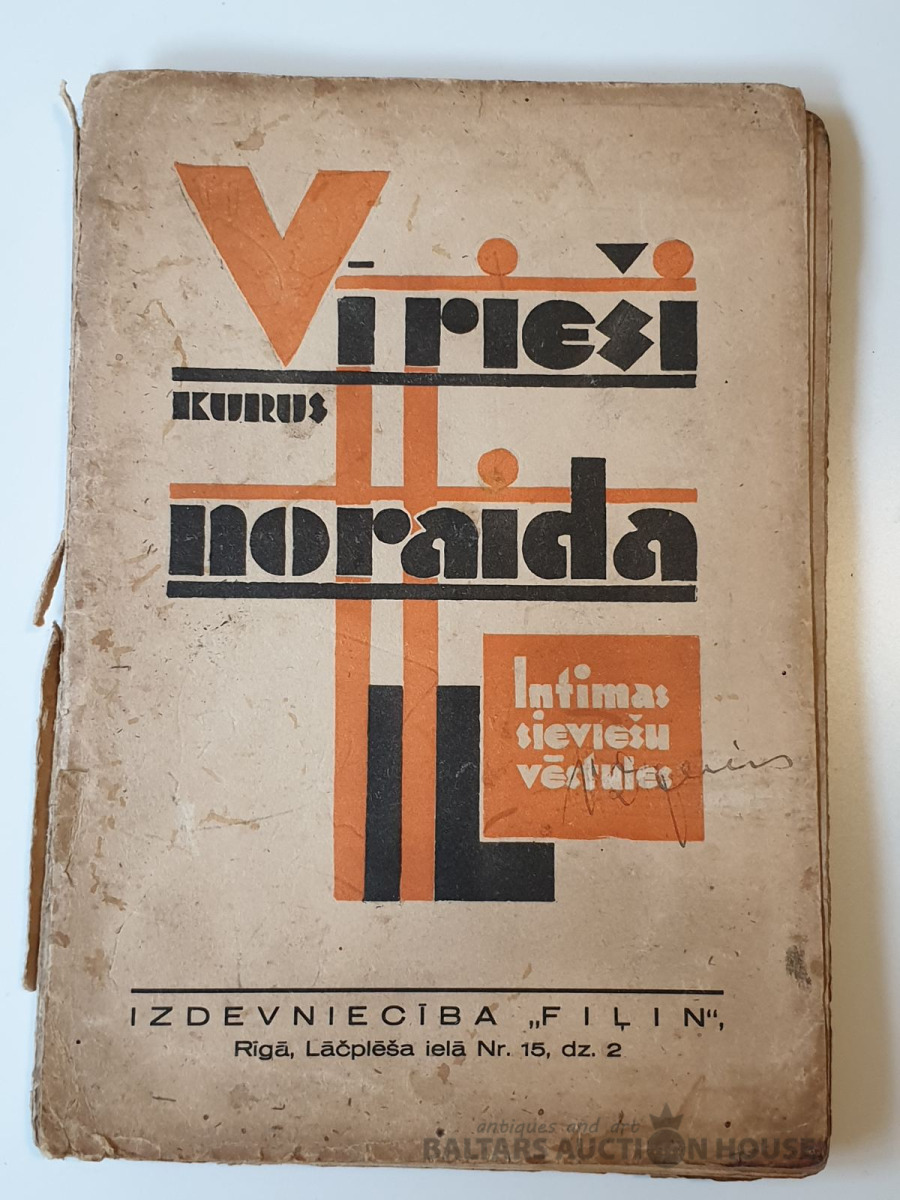 Vīrieši
kurus
noraida
Intimas
sieviešu
vēstules
IZDEVNIECĪBA „FIĻIN“,
Rīgā, Lāčplēša ielā Nr. 15, dz. 2
antiques and art
BALTARS AUCTION HOUSE